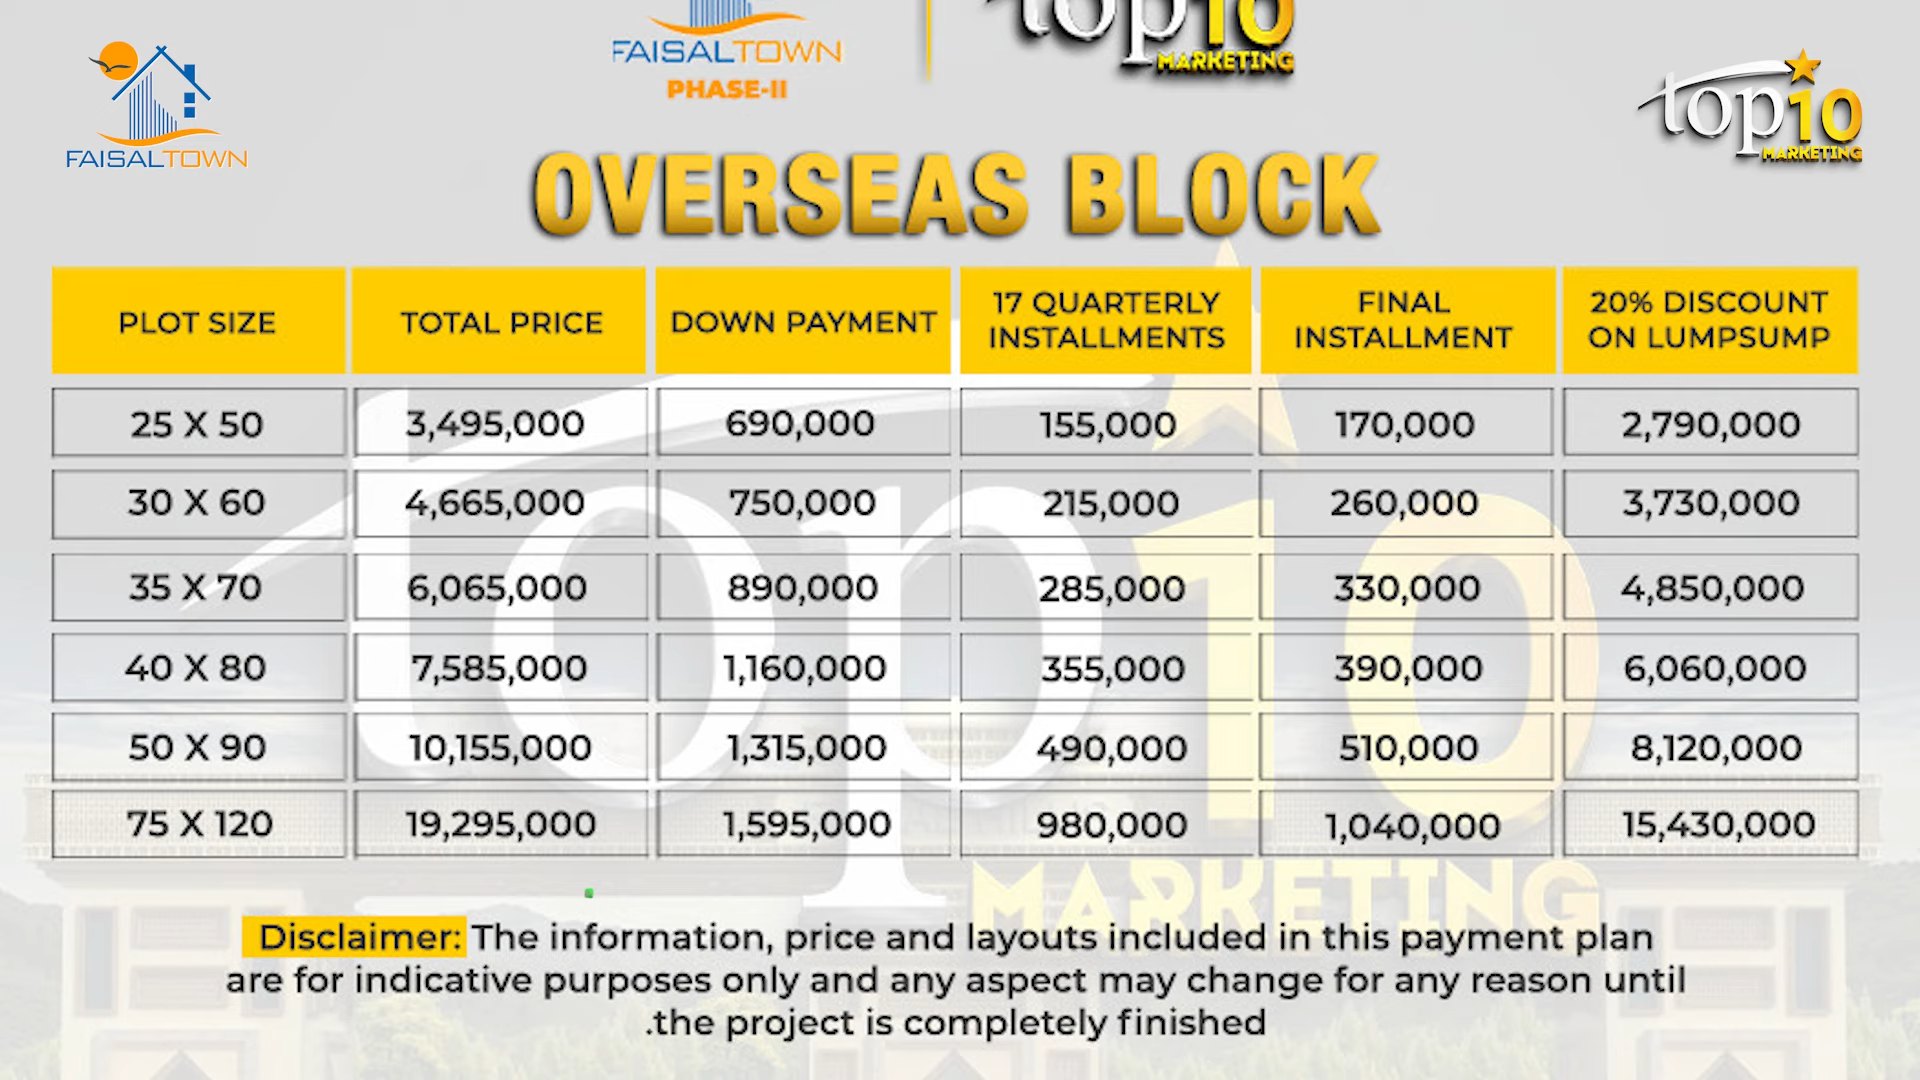 FAISALTOWN
PHASE-II
top10
MARKETING
FAISALTOWN
top10
MARKETING
OVERSEAS BLOCK
PLOT SIZE TOTAL PRICE DOWN PAYMENT 17 QUARTERLY INSTALLMENTS FINAL INSTALLMENT 20% DISCOUNT ON LUMPSUMP
25 X 50 3,495,000 690,000 155,000 170,000 2,790,000
30 X 60 4,665,000 750,000 215,000 260,000 3,730,000
35 X 70 6,065,000 890,000 285,000 330,000 4,850,000
40 X 80 7,585,000 1,160,000 355,000 390,000 6,060,000
50 X 90 10,155,000 1,315,000 490,000 510,000 8,120,000
75 X 120 19,295,000 1,595,000 980,000 1,040,000 15,430,000
top10
MARKETING
Disclaimer: The information, price and layouts included in this payment plan
are for indicative purposes only and any aspect may change for any reason until
.the project is completely finished